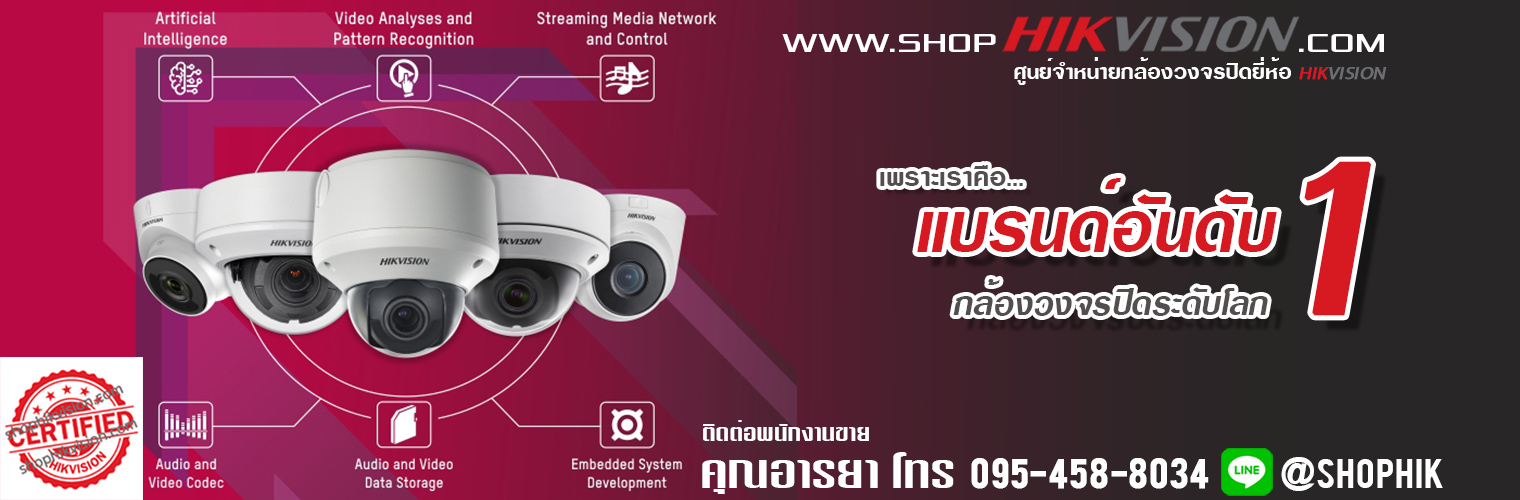 Artificial
Intelligence
Video Analyses and
Pattern Recognition
Streaming Media Network
and Control
WWW.SHOP HIKVISION .COM
ศูนย์จำหน่ายกล้องวงจรปิดยี่ห้อ HIKVISION
เพราะเราคือ...
แบรนด์อันดับ 1
กล้องวงจรปิดระดับโลก
HIKVISION
HIKVISION
HIKVISION
HIKVISION
HIKVISION
CERTIFIED
HIKVISION
shophikvision.com
shophikvision.com
Audio and
Video Codec
Audio and Video
Data Storage
Embedded System
Development
ติดต่อพนักงานขาย
คุณอารยา โทร 095-458-8034 LINE @SHOPHIK